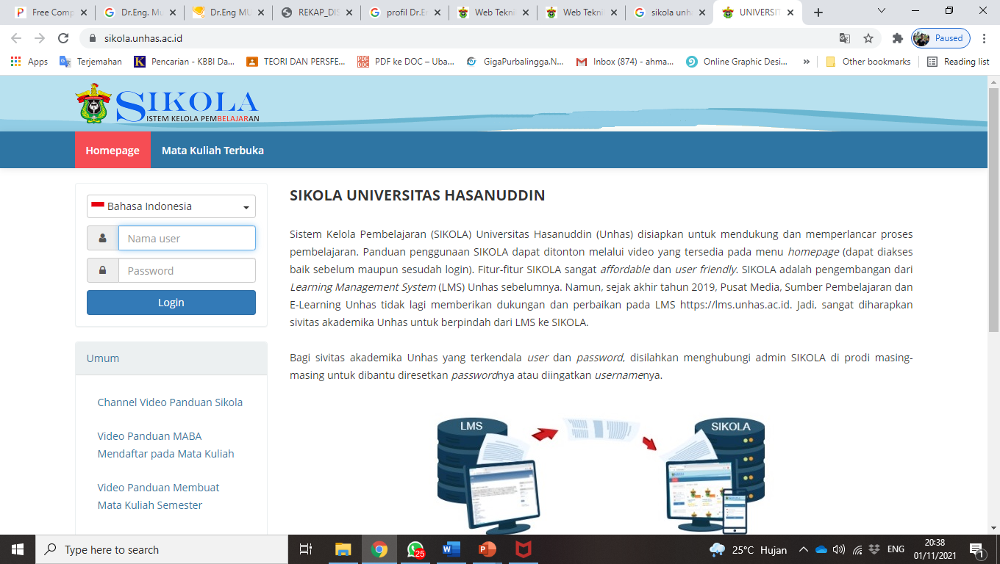 Free Comp
Dr.Eng. Mu
Dr.Eng MU
REKAP_DIS
profil Dr.En
Web Tekni
Web Tekni
sikola unh
UNIVERSIT
sikola.unhas.ac.id
Paused
Apps
Terjemahan
Pencarian - KBBI Da...
TEORI DAN PERSFE...
PDF ke DOC – Uba...
GigaPurbalingga.N...
Inbox (874) - ahma...
Online Graphic Desi...
»
Other bookmarks
Reading list
SIKOLA
ISTEM KELOLA PEMBELAJARAN
Homepage
Mata Kuliah Terbuka
Bahasa Indonesia
Nama user
Password
Login
Umum
Channel Video Panduan Sikola
Video Panduan MABA
Mendaftar pada Mata Kuliah
Video Panduan Membuat
Mata Kuliah Semester
SIKOLA UNIVERSITAS HASANUDDIN
Sistem Kelola Pembelajaran (SIKOLA) Universitas Hasanuddin (Unhas) disiapkan untuk mendukung dan memperlancar proses
pembelajaran. Panduan penggunaan SIKOLA dapat ditonton melalui video yang tersedia pada menu homepage (dapat diakses
baik sebelum maupun sesudah login). Fitur-fitur SIKOLA sangat affordable dan user friendly. SIKOLA adalah pengembangan dari
Learning Management System (LMS) Unhas sebelumnya. Namun, sejak akhir tahun 2019, Pusat Media, Sumber Pembelajaran dan
E-Learning Unhas tidak lagi memberikan dukungan dan perbaikan pada LMS https://lms.unhas.ac.id. Jadi, sangat diharapkan
sivitas akademika Unhas untuk berpindah dari LMS ke SIKOLA.
Bagi sivitas akademika Unhas yang terkendala user dan password, disilahkan menghubungi admin SIKOLA di prodi masing-
masing untuk dibantu diresetkan passwordnya atau diingatkan usernamenya.
LMS
SIKOLA
Type here to search
25
25°C Hujan
ENG
20:38
01/11/2021
1